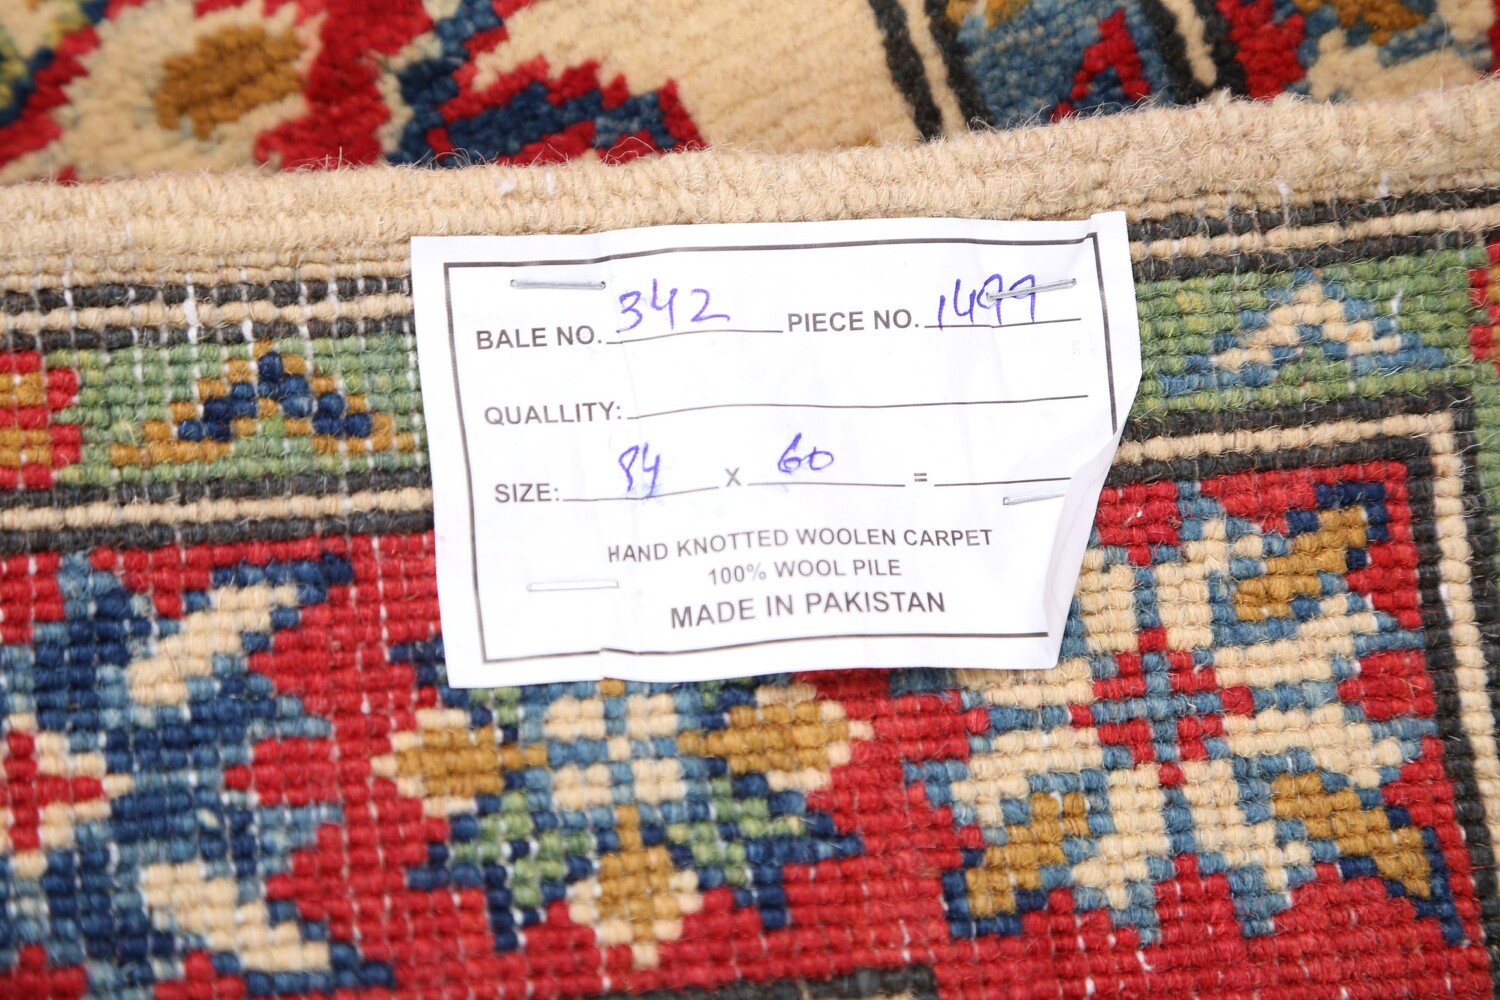 BALE NO. 342 PIECE NO. 1499
QUALLITY:
SIZE: 84 x 60 =
HAND KNOTTED WOOLEN CARPET
100% WOOL PILE
MADE IN PAKISTAN